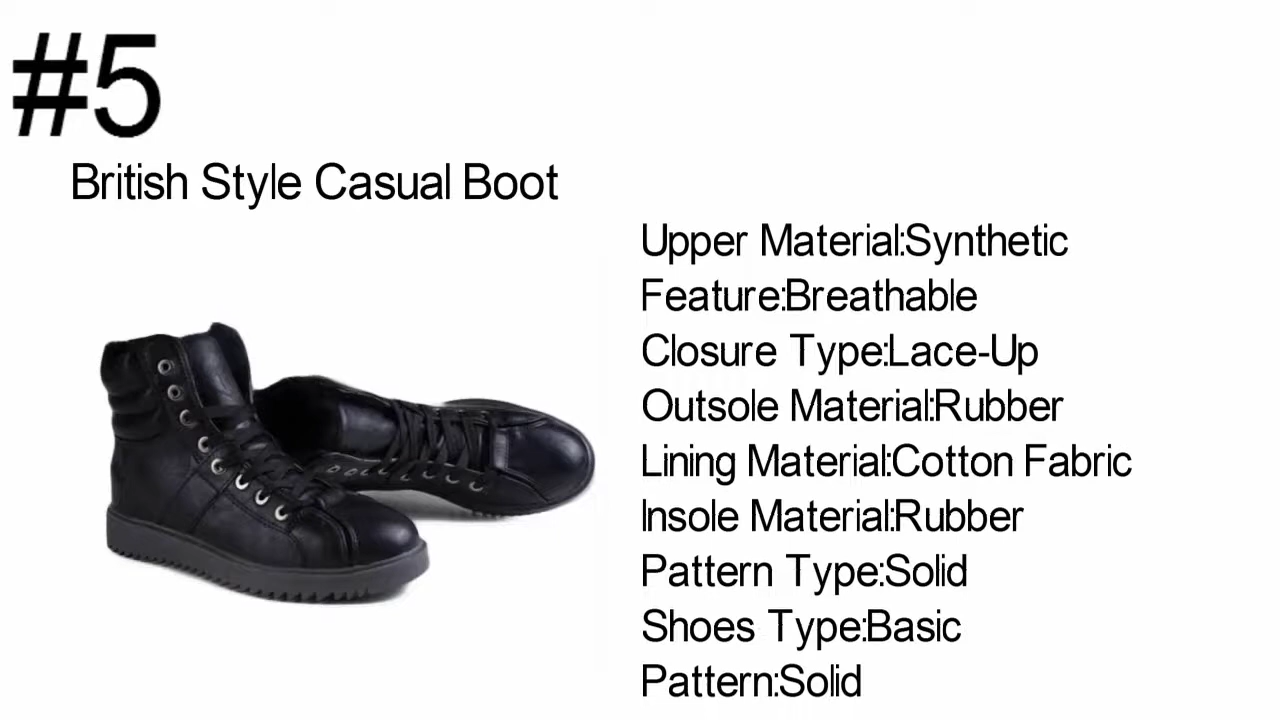 #5
British Style Casual Boot
Upper Material:Synthetic
Feature:Breathable
Closure Type:Lace-Up
Outsole Material:Rubber
Lining Material:Cotton Fabric
Insole Material:Rubber
Pattern Type:Solid
Shoes Type:Basic
Pattern:Solid